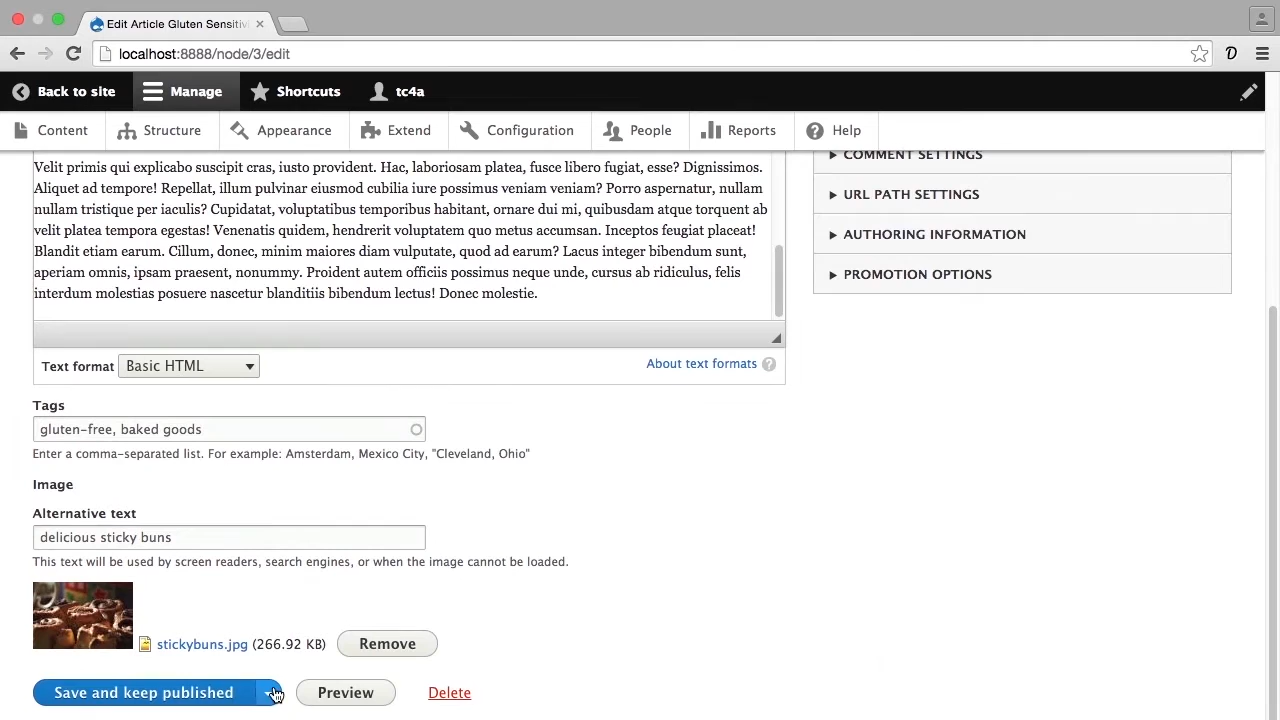 Edit Article Gluten Sensitivi
localhost:8888/node/3/edit
Back to site
Manage
Shortcuts
tc4a
Content
Structure
Appearance
Extend
Configuration
People
Reports
Help
Velit primis qui explicabo suscipit cras, iusto provident. Hac, laboriosam platea, fusce libero fugiat, esse? Dignissimos.
Aliquet ad tempore! Repellat, illum pulvinar eiusmod cubilia iure possimus veniam veniam? Porro aspernatur, nullam
nullam tristique per iaculis? Cupidatat, voluptatibus temporibus habitant, ornare dui mi, quibusdam atque torquent ab
velit platea tempora egestas! Venenatis quidem, hendrerit voluptatem quo metus accumsan. Inceptos feugiat placeat!
Blandit etiam earum. Cillum, donec, minim maiores diam vulputate, quod ad earum? Lacus integer bibendum sunt,
aperiam omnis, ipsam praesent, nonummy. Proident autem officiis possimus neque unde, cursus ab ridiculus, felis
interdum molestias posuere nascetur blanditiis bibendum lectus! Donec molestie.
COMMENT SETTINGS
URL PATH SETTINGS
AUTHORING INFORMATION
PROMOTION OPTIONS
Text format Basic HTML
About text formats ?
Tags
gluten-free, baked goods
Enter a comma-separated list. For example: Amsterdam, Mexico City, "Cleveland, Ohio"
Image
Alternative text
delicious sticky buns
This text will be used by screen readers, search engines, or when the image cannot be loaded.
stickybuns.jpg (266.92 KB) Remove
Save and keep published Preview Delete